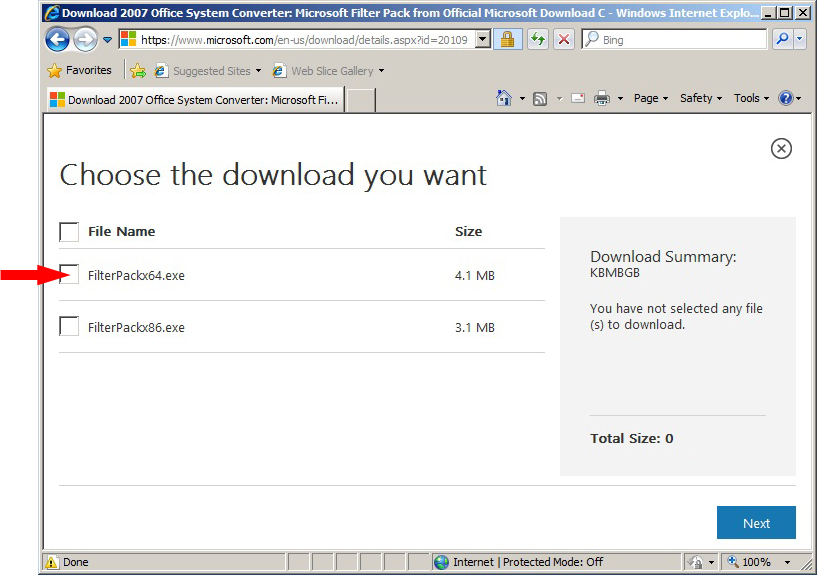 Download 2007 Office System Converter: Microsoft Filter Pack from Official Microsoft Download C - Windows Internet Explo...
https://www.microsoft.com/en-us/download/details.aspx?id=20109
Bing
Favorites
Suggested Sites
Web Slice Gallery
Download 2007 Office System Converter: Microsoft Fi...
Page
Safety
Tools
Choose the download you want
File Name
Size
FilterPackx64.exe
4.1 MB
FilterPackx86.exe
3.1 MB
Download Summary:
KBMBGB
You have not selected any file
(s) to download.
Total Size: 0
Next
Done
Internet | Protected Mode: Off
100%